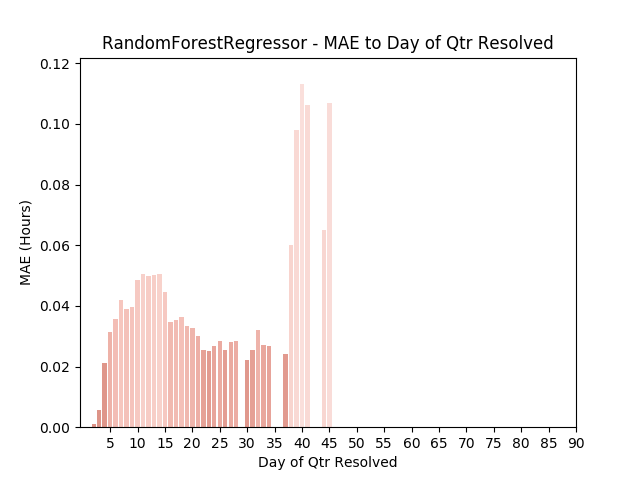 RandomForestRegressor - MAE to Day of Qtr Resolved
0.12
0.10
0.08
0.06
0.04
0.02
0.00
MAE (Hours)
5 10 15 20 25 30 35 40 45 50 55 60 65 70 75 80 85 90
Day of Qtr Resolved